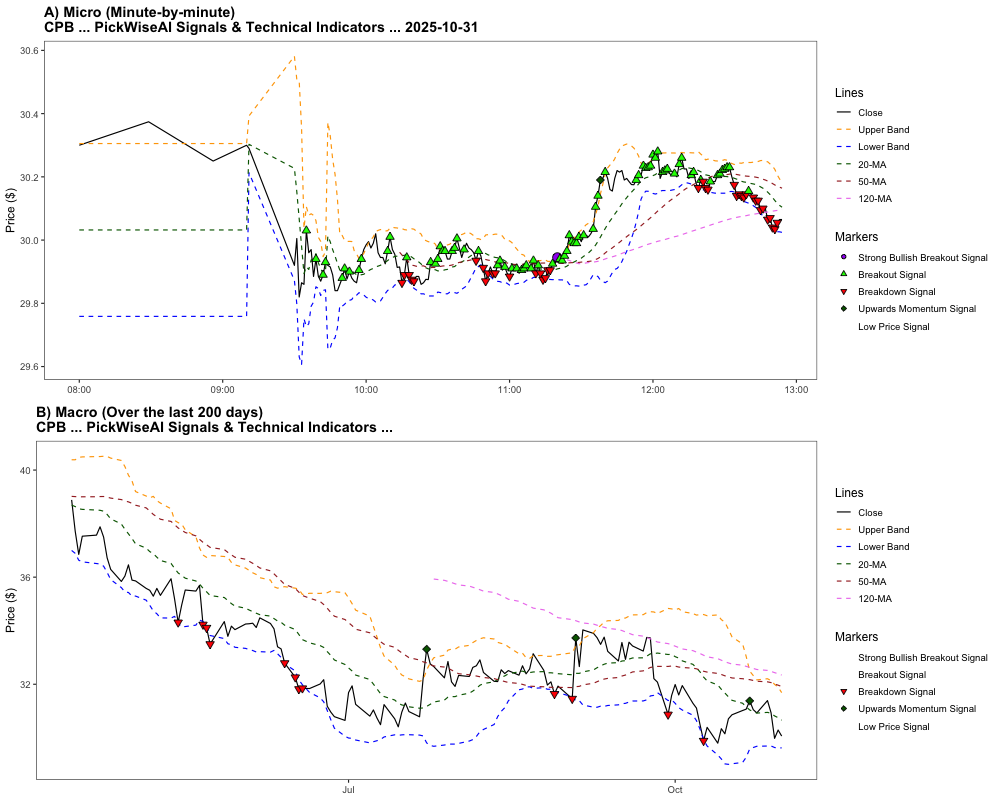 A) Micro (Minute-by-minute)
CPB ... PickWiseAI Signals & Technical Indicators ... 2025-10-31
Price ($)
30.6
30.4
30.2
30.0
29.8
29.6
08:00
09:00
10:00
11:00
12:00
13:00
Lines
Close
Upper Band
Lower Band
20-MA
50-MA
120-MA
Markers
Strong Bullish Breakout Signal
Breakout Signal
Breakdown Signal
Upwards Momentum Signal
Low Price Signal
B) Macro (Over the last 200 days)
CPB ... PickWiseAI Signals & Technical Indicators ...
Price ($)
40
36
32
Jul
Oct
Lines
Close
Upper Band
Lower Band
20-MA
50-MA
120-MA
Markers
Strong Bullish Breakout Signal
Breakout Signal
Breakdown Signal
Upwards Momentum Signal
Low Price Signal